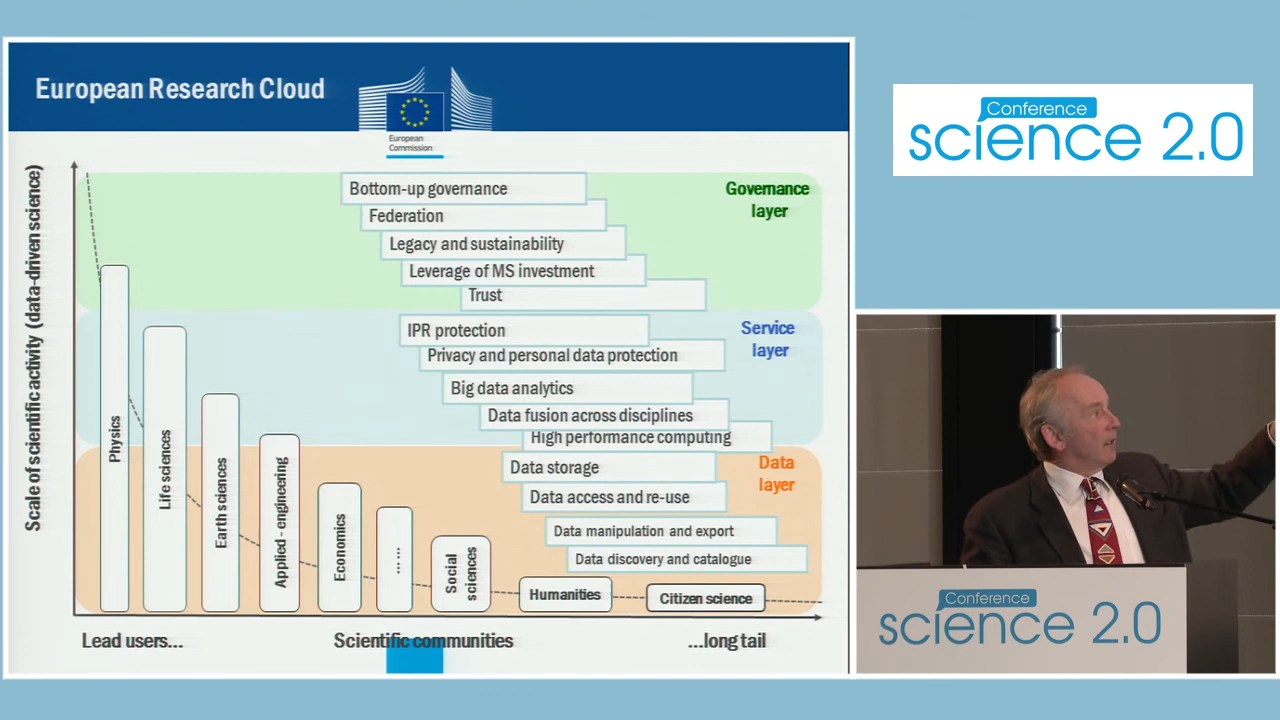 European Research Cloud
European
Commission
Scale of scientific activity (data-driven science)
Bottom-up governance
Federation
Legacy and sustainability
Leverage of MS investment
Trust
Governance
layer
IPR protection
Privacy and personal data protection
Big data analytics
Data fusion across disciplines
High performance computing
Service
layer
Data storage
Data access and re-use
Data manipulation and export
Data discovery and catalogue
Data
layer
Physics
Life sciences
Earth sciences
Applied - engineering
Economics
... ...
Social
sciences
Humanities
Citizen science
Lead users...
Scientific communities
...long tail
Conference
science 2.0
Conference
science 2.0